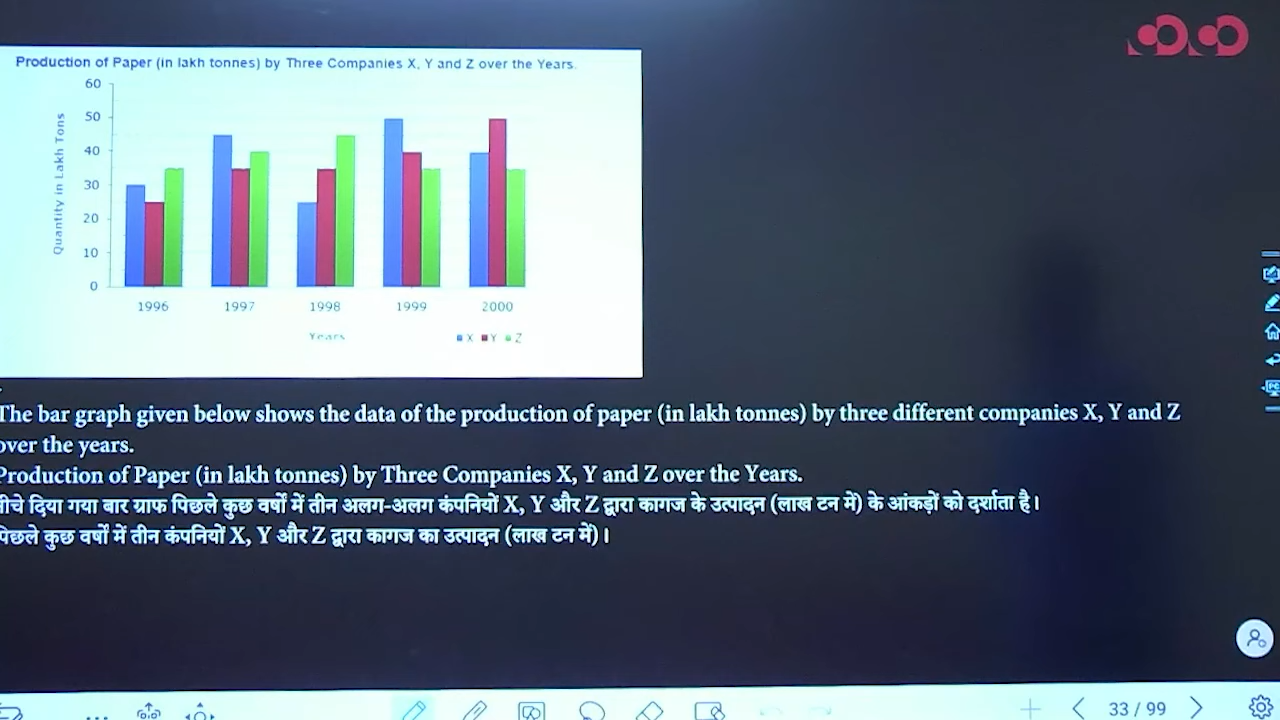 Production of Paper (in lakh tonnes) by Three Companies X, Y and Z over the Years.
60
50
40
30
20
10
0
Quantity in Lakh Tons
1996 1997 1998 1999 2000
Years
X Y Z
The bar graph given below shows the data of the production of paper (in lakh tonnes) by three different companies X, Y and Z
over the years.
Production of Paper (in lakh tonnes) by Three Companies X, Y and Z over the Years.
नीचे दिया गया बार ग्राफ पिछले कुछ वर्षों में तीन अलग-अलग कंपनियों X, Y और Z द्वारा कागज के उत्पादन (लाख टन में) के आंकड़ों को दर्शाता है।
पिछले कुछ वर्षों में तीन कंपनियों X, Y और Z द्वारा कागज का उत्पादन (लाख टन में)।
33 / 99